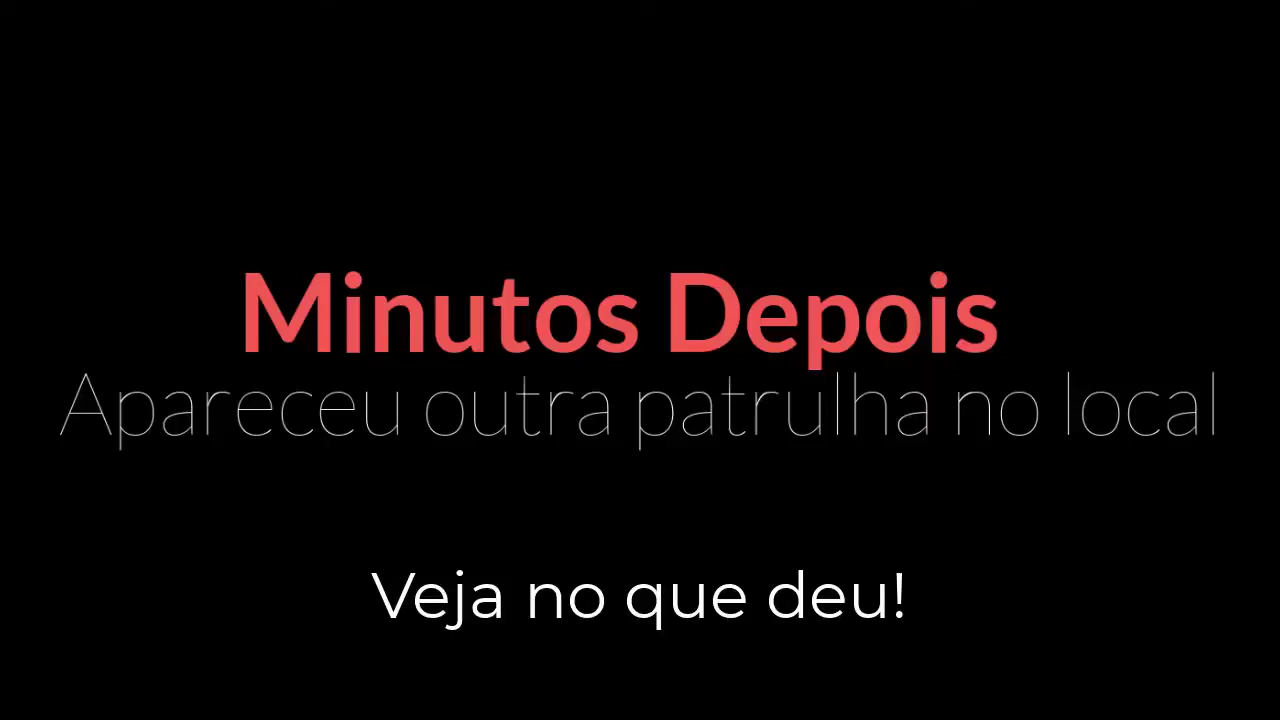 Minutos Depois
Apareceu outra patrulha no local
Veja no que deu!